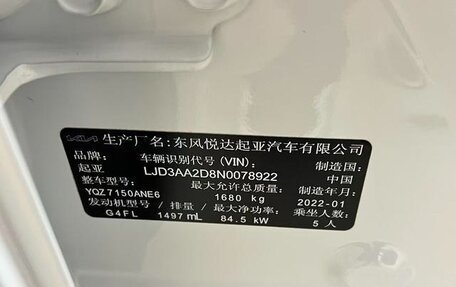 KIA 生产厂名:东风悦达起亚汽车有限公司
品牌: 车辆识别代号(VIN): 制造国:
起亚 LJD3AA2D8N0078922 中国
整车型号: 最大允许总质量: 制造年月:
YQZ7150ANE6 1680 kg 2022-01
发动机型号/排量/最大净功率: 乘坐人数:
G4FL 1497 mL 84.5 kW 5 人